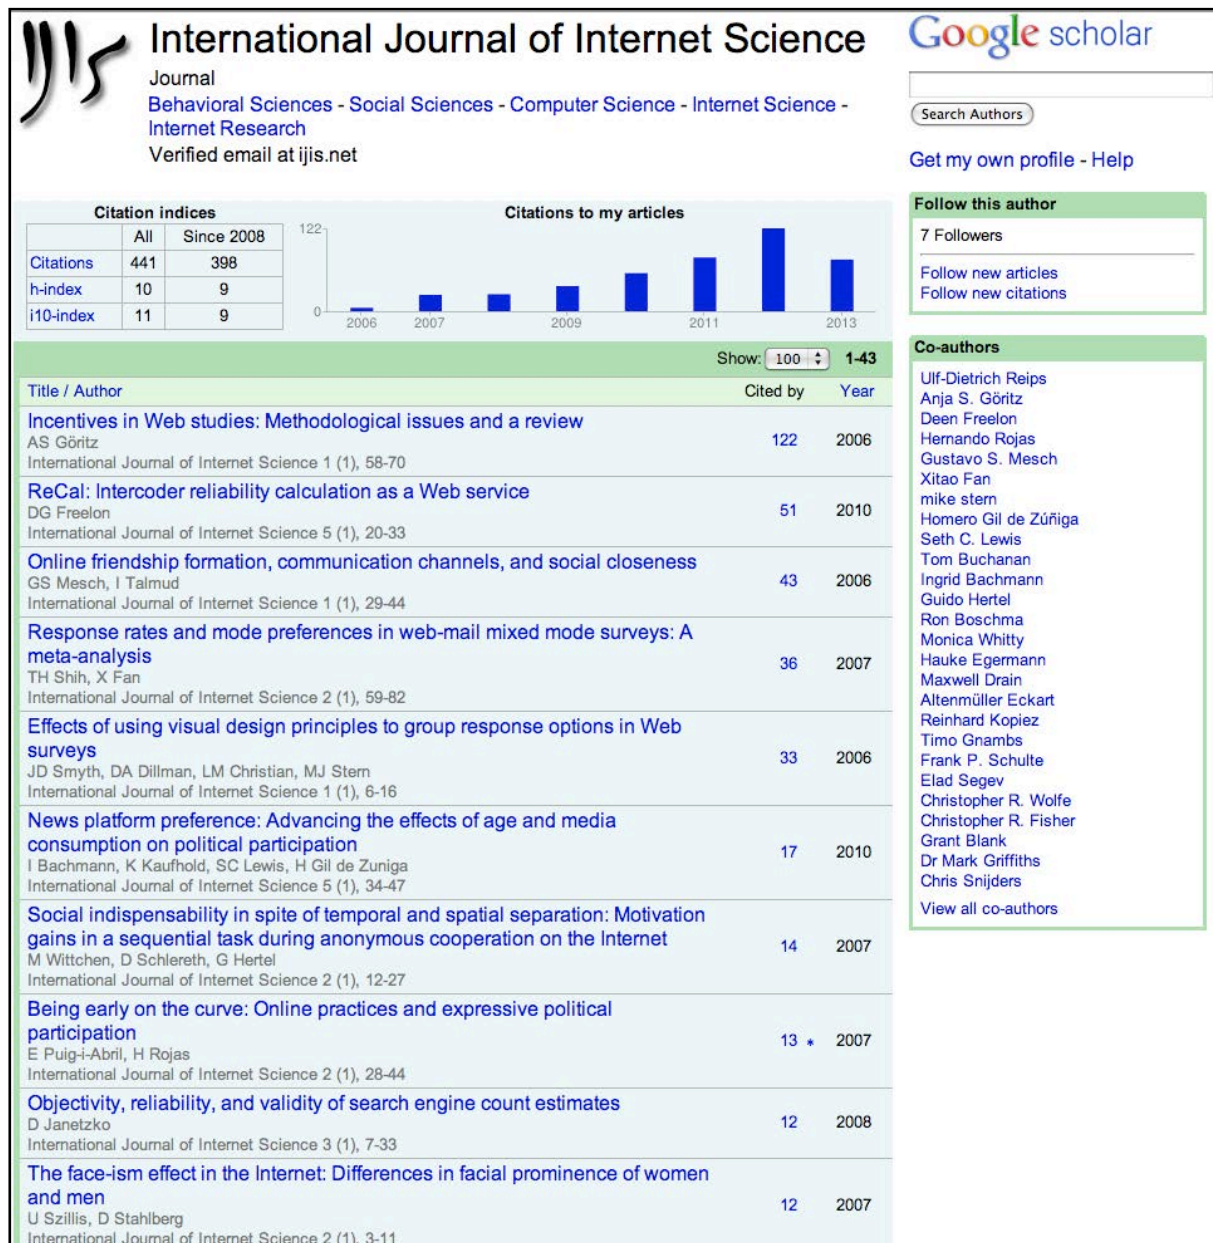 ijis
International Journal of Internet Science
Journal
Behavioral Sciences - Social Sciences - Computer Science - Internet Science -
Internet Research
Verified email at ijis.net
Google scholar
Search Authors
Get my own profile - Help
Citation indices
All Since 2008
Citations 441 398
h-index 10 9
i10-index 11 9
Citations to my articles
122
0
2006 2007 2009 2011 2013
Follow this author
7 Followers
Follow new articles
Follow new citations
Show: 100 1-43
Title / Author Cited by Year
Incentives in Web studies: Methodological issues and a review
AS Göritz
International Journal of Internet Science 1 (1), 58-70
122 2006
ReCal: Intercoder reliability calculation as a Web service
DG Freelon
International Journal of Internet Science 5 (1), 20-33
51 2010
Online friendship formation, communication channels, and social closeness
GS Mesch, I Talmud
International Journal of Internet Science 1 (1), 29-44
43 2006
Response rates and mode preferences in web-mail mixed mode surveys: A
meta-analysis
TH Shih, X Fan
International Journal of Internet Science 2 (1), 59-82
36 2007
Effects of using visual design principles to group response options in Web
surveys
JD Smyth, DA Dillman, LM Christian, MJ Stern
International Journal of Internet Science 1 (1), 6-16
33 2006
News platform preference: Advancing the effects of age and media
consumption on political participation
I Bachmann, K Kaufhold, SC Lewis, H Gil de Zuniga
International Journal of Internet Science 5 (1), 34-47
17 2010
Social indispensability in spite of temporal and spatial separation: Motivation
gains in a sequential task during anonymous cooperation on the Internet
M Wittchen, D Schlereth, G Hertel
International Journal of Internet Science 2 (1), 12-27
14 2007
Being early on the curve: Online practices and expressive political
participation
E Puig-i-Abril, H Rojas
International Journal of Internet Science 2 (1), 28-44
13 * 2007
Objectivity, reliability, and validity of search engine count estimates
D Janetzko
International Journal of Internet Science 3 (1), 7-33
12 2008
The face-ism effect in the Internet: Differences in facial prominence of women
and men
U Szillis, D Stahlberg
International Journal of Internet Science 2 (1), 3-11
12 2007
Co-authors
Ulf-Dietrich Reips
Anja S. Göritz
Deen Freelon
Hernando Rojas
Gustavo S. Mesch
Xitao Fan
mike stern
Homero Gil de Zúñiga
Seth C. Lewis
Tom Buchanan
Ingrid Bachmann
Guido Hertel
Ron Boschma
Monica Whitty
Hauke Egermann
Maxwell Drain
Altenmüller Eckart
Reinhard Kopiez
Timo Gnambs
Frank P. Schulte
Elad Segev
Christopher R. Wolfe
Christopher R. Fisher
Grant Blank
Dr Mark Griffiths
Chris Snijders
View all co-authors